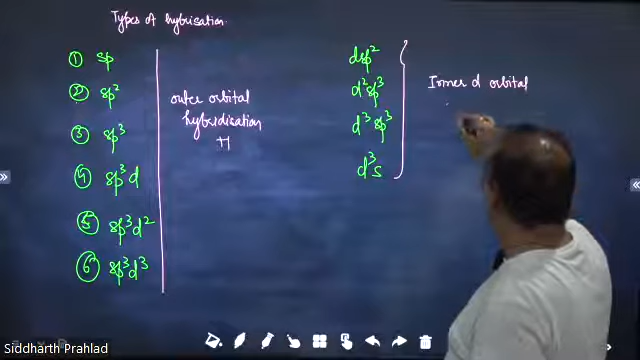 Types of hybrisation.
① sp
② sp²
③ sp³
④ sp³d
⑤ sp³d²
⑥ sp³d³
outer orbital
hybridisation
dsp²
d²sp³
d³sp³
d³s
Inner d orbital
Siddharth Prahlad